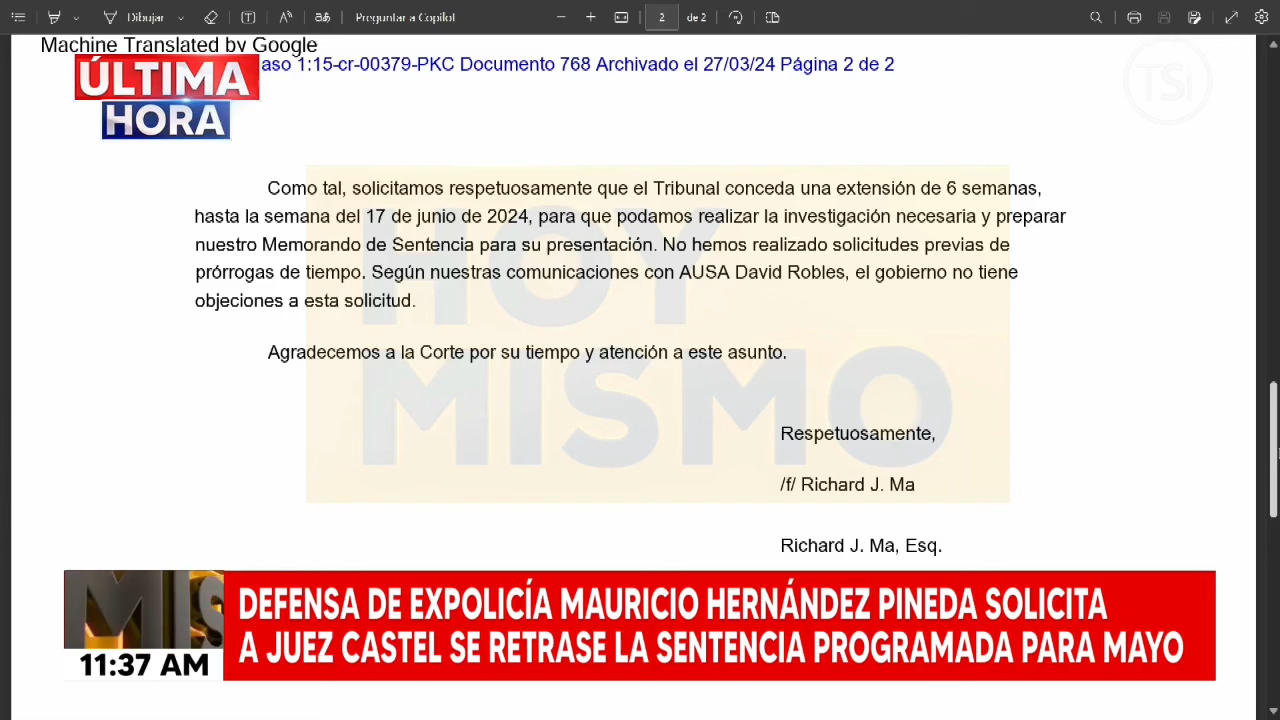 Dibujar
Preguntar a Copilot
2
de 2
Machine Translated by Google
aso 1:15-cr-00379-PKC Documento 768 Archivado el 27/03/24 Página 2 de 2
ÚLTIMA
HORA
TSi
Como tal, solicitamos respetuosamente que el Tribunal conceda una extensión de 6 semanas,
hasta la semana del 17 de junio de 2024, para que podamos realizar la investigación necesaria y preparar
nuestro Memorando de Sentencia para su presentación. No hemos realizado solicitudes previas de
prórrogas de tiempo. Según nuestras comunicaciones con AUSA David Robles, el gobierno no tiene
objeciones a esta solicitud.
Agradecemos a la Corte por su tiempo y atención a este asunto.
HOY
MISMO
Respetuosamente,
/f/ Richard J. Ma
Richard J. Ma, Esq.
MIS
DEFENSA DE EXPOLICÍA MAURICIO HERNÁNDEZ PINEDA SOLICITA
A JUEZ CASTEL SE RETRASE LA SENTENCIA PROGRAMADA PARA MAYO
11:37 AM